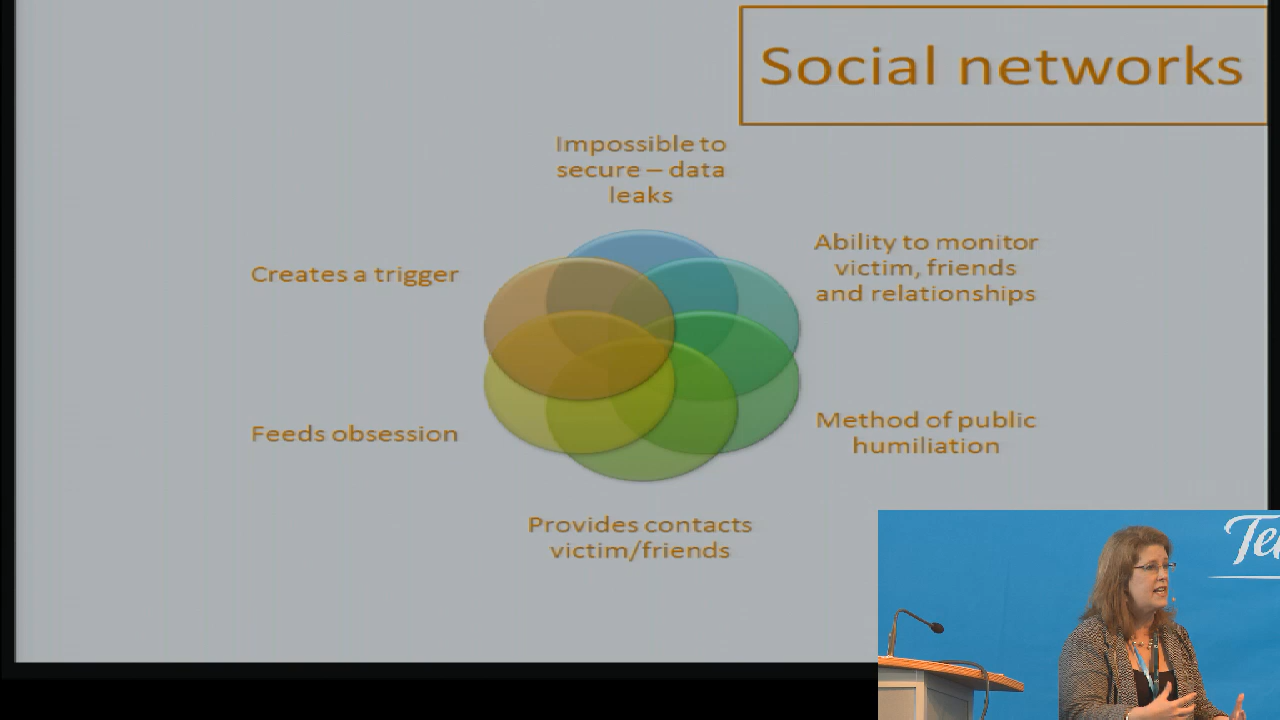 Social networks
Impossible to
secure – data
leaks
Ability to monitor
victim, friends
and relationships
Creates a trigger
Method of public
humiliation
Feeds obsession
Provides contacts
victim/friends